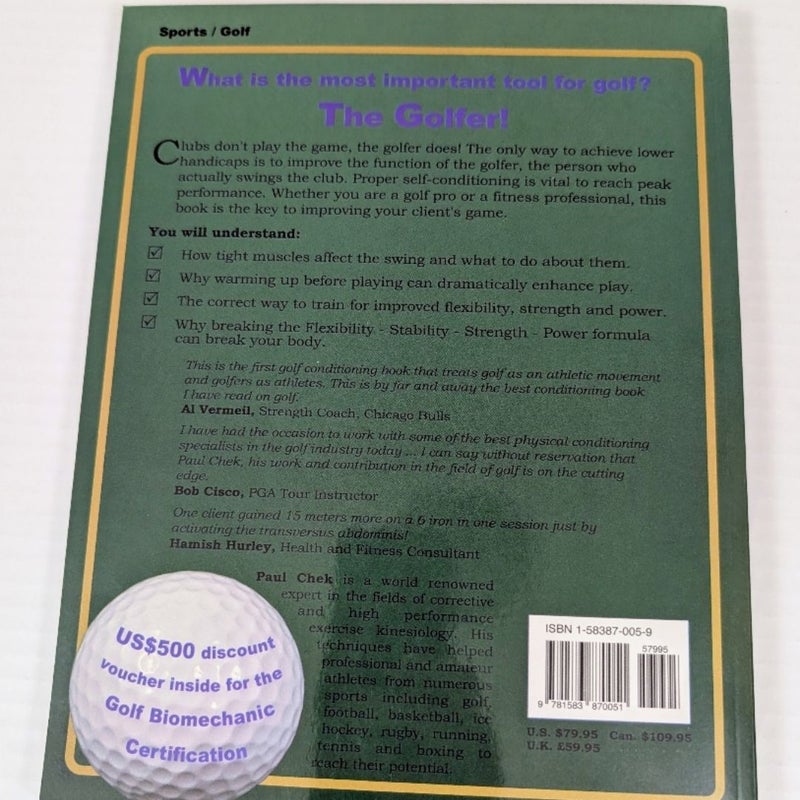 Sports / Golf
What is the most important tool for golf?
The Golfer!
Clubs don't play the game, the golfer does! The only way to achieve lower
handicaps is to improve the function of the golfer, the person who
actually swings the club. Proper self-conditioning is vital to reach peak
performance. Whether you are a golf pro or a fitness professional, this
book is the key to improving your client's game.
You will understand:
How tight muscles affect the swing and what to do about them.
Why warming up before playing can dramatically enhance play.
The correct way to train for improved flexibility, strength and power.
Why breaking the Flexibility - Stability - Strength - Power formula
can break your body.
This is the first golf conditioning book that treats golf as an athletic movement
and golfers as athletes. This is by far and away the best conditioning book
I have read on golf.
Al Vermeil, Strength Coach, Chicago Bulls
I have had the occasion to work with some of the best physical conditioning
specialists in the golf industry today ... I can say without reservation that
Paul Chek, his work and contribution in the field of golf is on the cutting
edge.
Bob Cisco, PGA Tour Instructor
One client gained 15 meters more on a 6 iron in one session just by
activating the transversus abdominis!
Hamish Hurley, Health and Fitness Consultant
Paul Chek is a world renowned
expert in the fields of corrective
and high performance
exercise kinesiology. His
techniques have helped
professional and amateur
athletes from numerous
sports including golf,
football, basketball, ice
hockey, rugby, running,
tennis and boxing to
reach their potential.
US$500 discount
voucher inside for the
Golf Biomechanic
Certification
ISBN 1-58387-005-9
57995
9 781583 870051
U.S. $79.95 Can. $109.95
U.K. £59.95